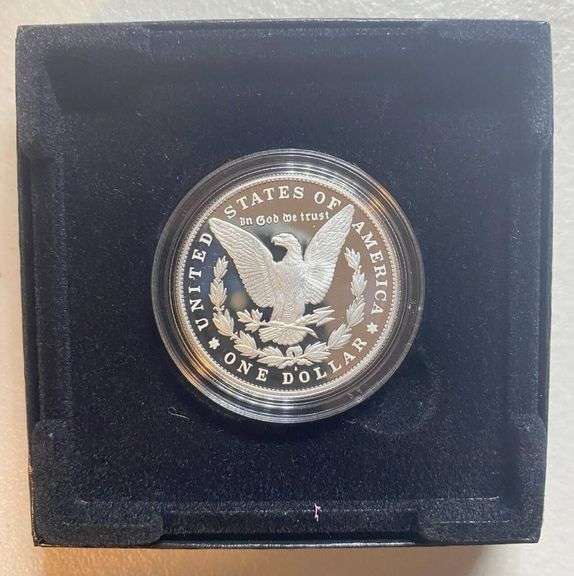 UNITED STATES OF AMERICA
In God we trust
ONE DOLLAR